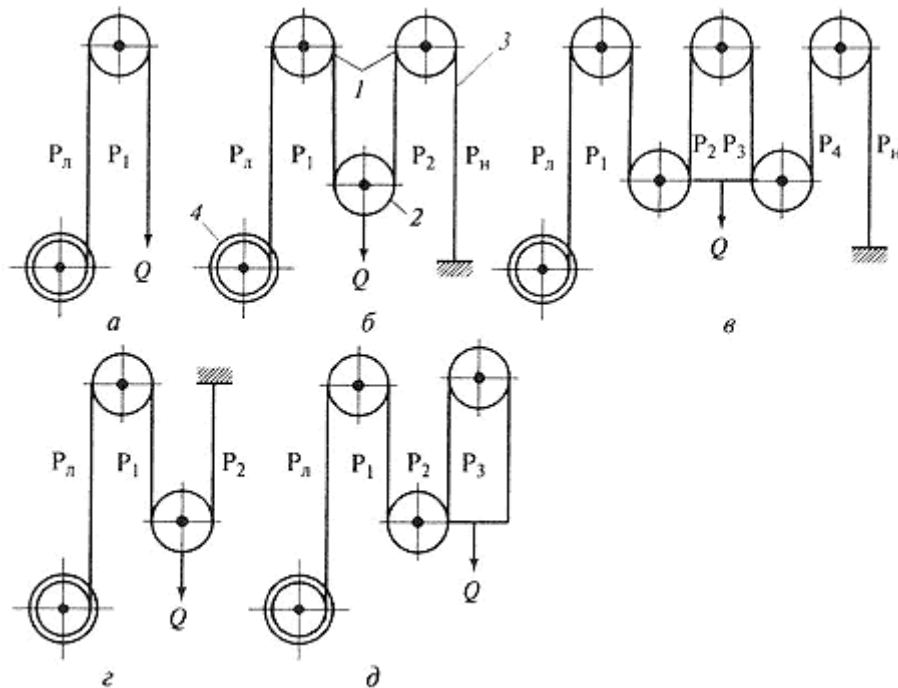 Pл P1 Q
а
Pл P1 1 P2 Pн 3
4 2 Q
б
Pл P1 P2 P3 P4 Pн
Q
в
Pл P1 P2
Q
г
Pл P1 P2 P3
Q
д